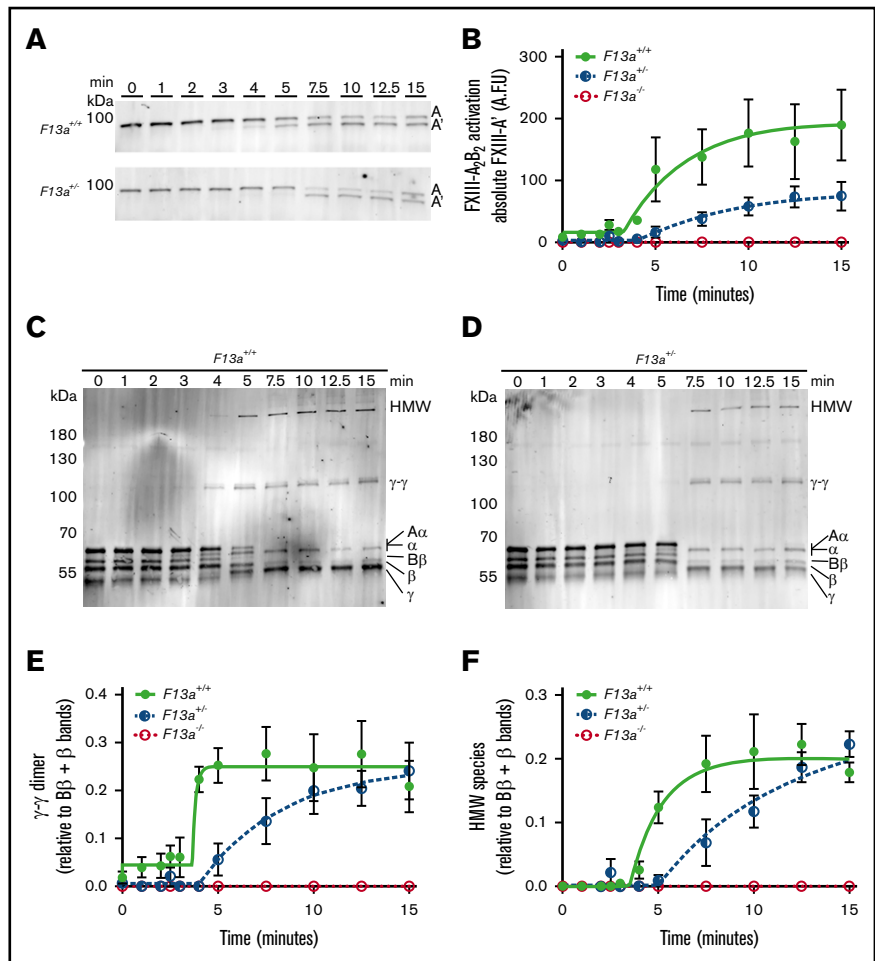 A
min 0 1 2 3 4 5 7.5 10 12.5 15
kDa
100
F13a+/+
A
A'
100
F13a+/-
A
A'
B
FXIII-A2B2 activation
absolute FXIII-A' (A.F.U)
300
200
100
0
F13a+/+
F13a+/-
F13a-/-
0 5 10 15
Time (minutes)
C
F13a+/+
0 1 2 3 4 5 7.5 10 12.5 15 min
kDa
180
130
100
70
55
HMW
γ-γ
Aα
α
Bβ
β
γ
D
F13a+/-
0 1 2 3 4 5 7.5 10 12.5 15 min
kDa
180
130
100
70
55
HMW
γ-γ
Aα
α
Bβ
β
γ
E
γ-γ dimer
(relative to Bβ + β bands)
0.4
0.3
0.2
0.1
0.0
F13a+/+
F13a+/-
F13a-/-
0 5 10 15
Time (minutes)
F
HMW species
(relative to Bβ + β bands)
0.3
0.2
0.1
0.0
F13a+/+
F13a+/-
F13a-/-
0 5 10 15
Time (minutes)